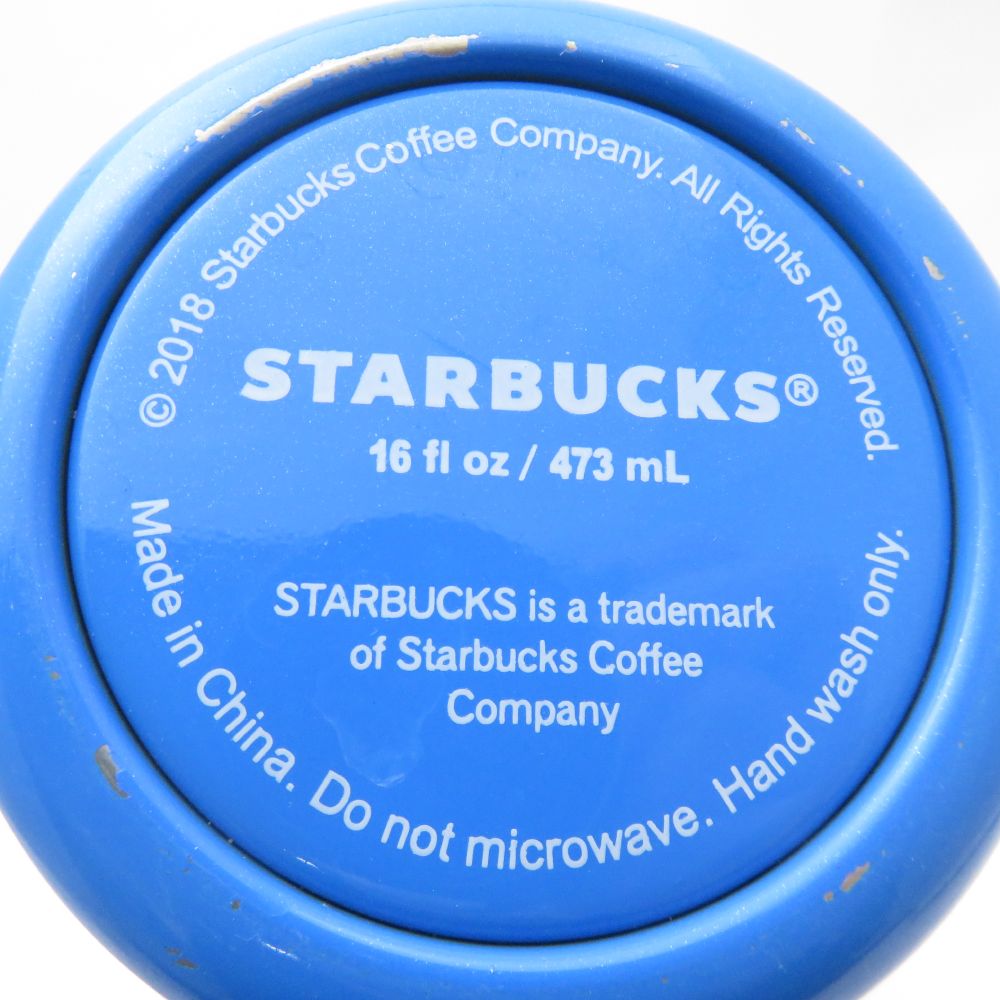 © 2018 Starbucks Coffee Company. All Rights Reserved.
STARBUCKS®
16 fl oz / 473 mL
STARBUCKS is a trademark
of Starbucks Coffee
Company
Made in China. Do not microwave. Hand wash only.